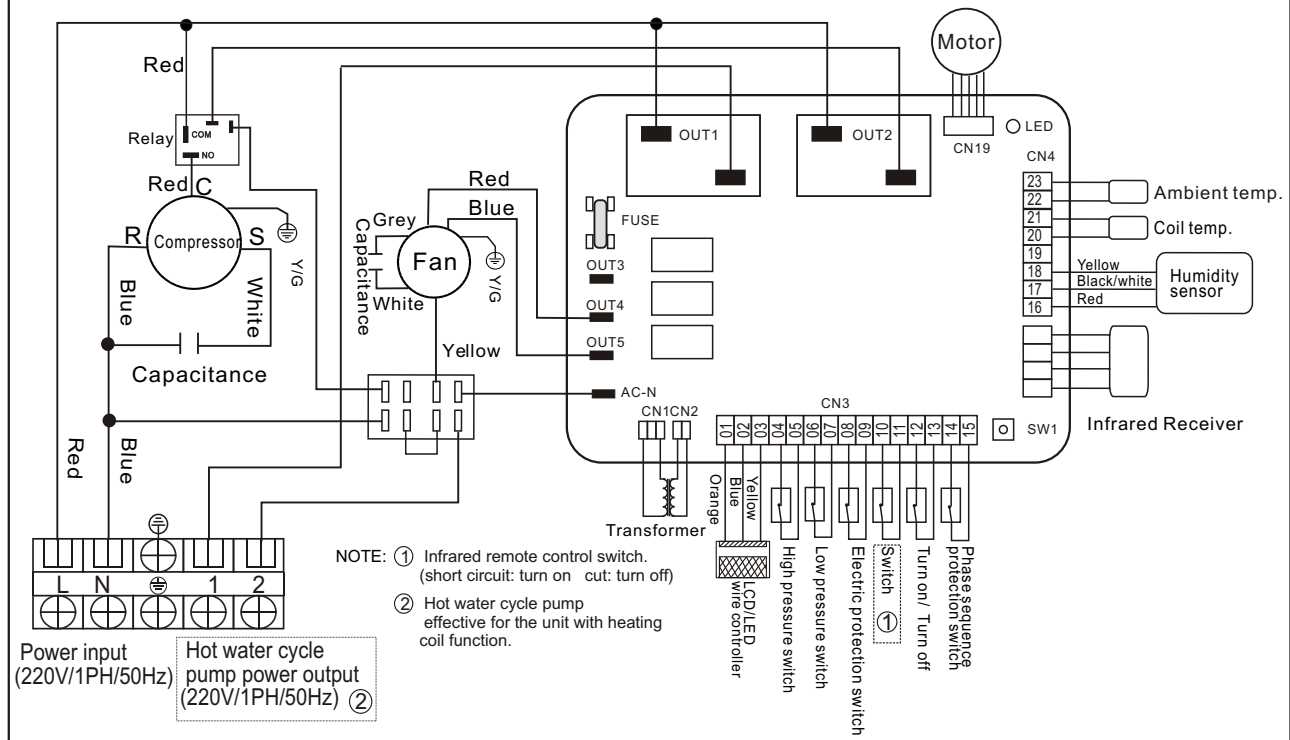 Motor
Red
Relay
COM
NO
OUT1
OUT2
CN19
LED
CN4
Red
C
R
Compressor
S
Y/G
Blue
White
Capacitance
Red
Blue
Grey
Capacitance
Fan
White
Y/G
Yellow
FUSE
OUT3
OUT4
OUT5
AC-N
CN1
CN2
CN3
23
22
21
20
19
18
17
16
Ambient temp.
Coil temp.
Yellow
Black/white
Red
Humidity
sensor
Infrared Receiver
SW1
01
02
03
04
05
06
07
08
09
10
11
12
13
14
15
Orange
Blue
Yellow
Transformer
LCD/LED
wire controller
High pressure switch
Low pressure switch
Electric protection switch
Switch ①
Turn on/ Turn off
Phase sequence
protection switch
Red
Blue
L
N
1
2
Power input
(220V/1PH/50Hz)
Hot water cycle
pump power output
(220V/1PH/50Hz) ②
NOTE: ① Infrared remote control switch.
(short circuit: turn on cut: turn off)
② Hot water cycle pump
effective for the unit with heating
coil function.